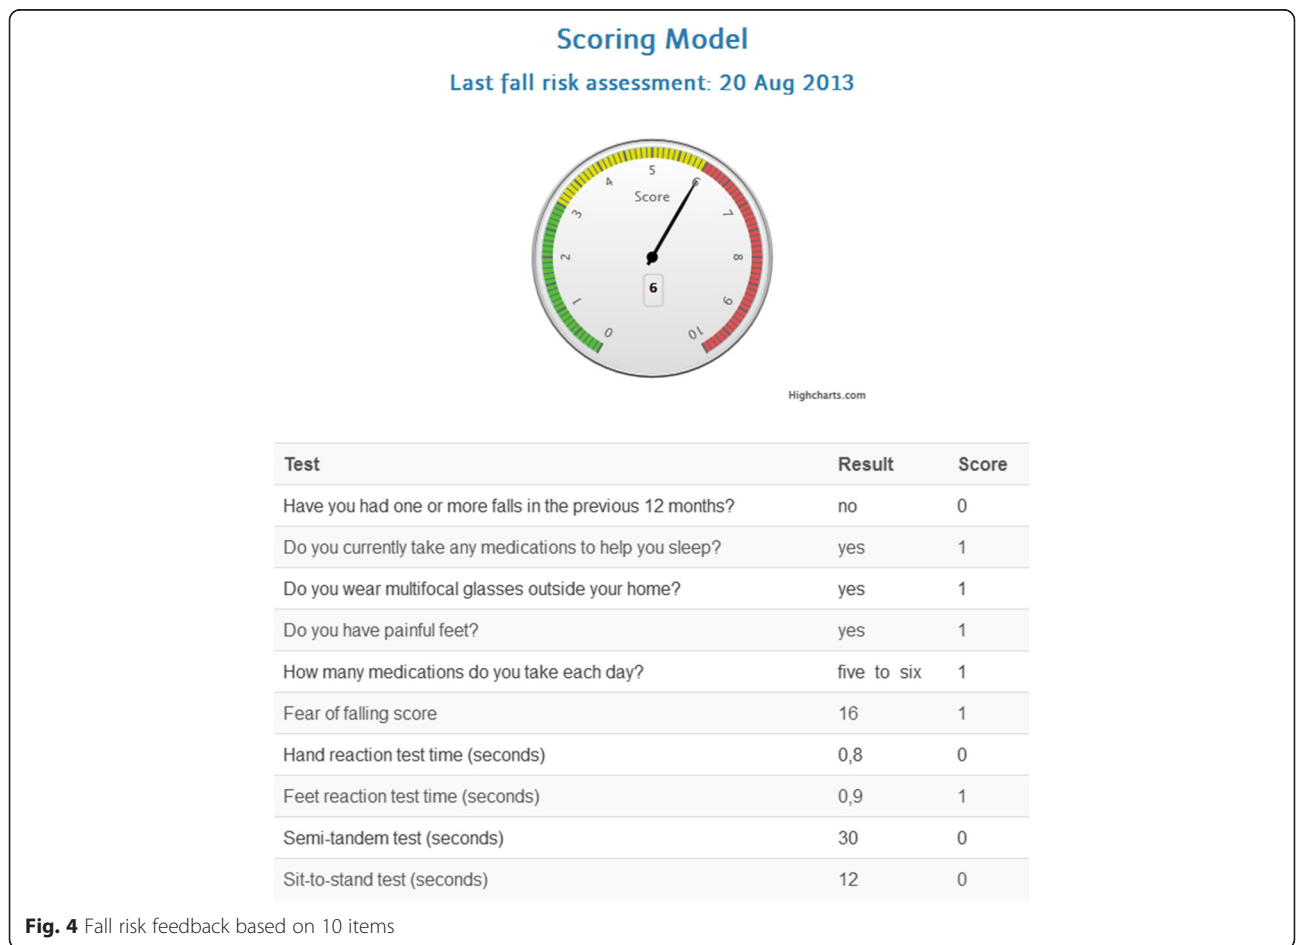 Scoring Model
Last fall risk assessment: 20 Aug 2013
0
1
2
3
4
5
6
7
8
9
10
Score
6
Highcharts.com
Test Result Score
Have you had one or more falls in the previous 12 months? no 0
Do you currently take any medications to help you sleep? yes 1
Do you wear multifocal glasses outside your home? yes 1
Do you have painful feet? yes 1
How many medications do you take each day? five to six 1
Fear of falling score 16 1
Hand reaction test time (seconds) 0,8 0
Feet reaction test time (seconds) 0,9 1
Semi-tandem test (seconds) 30 0
Sit-to-stand test (seconds) 12 0
Fig. 4 Fall risk feedback based on 10 items